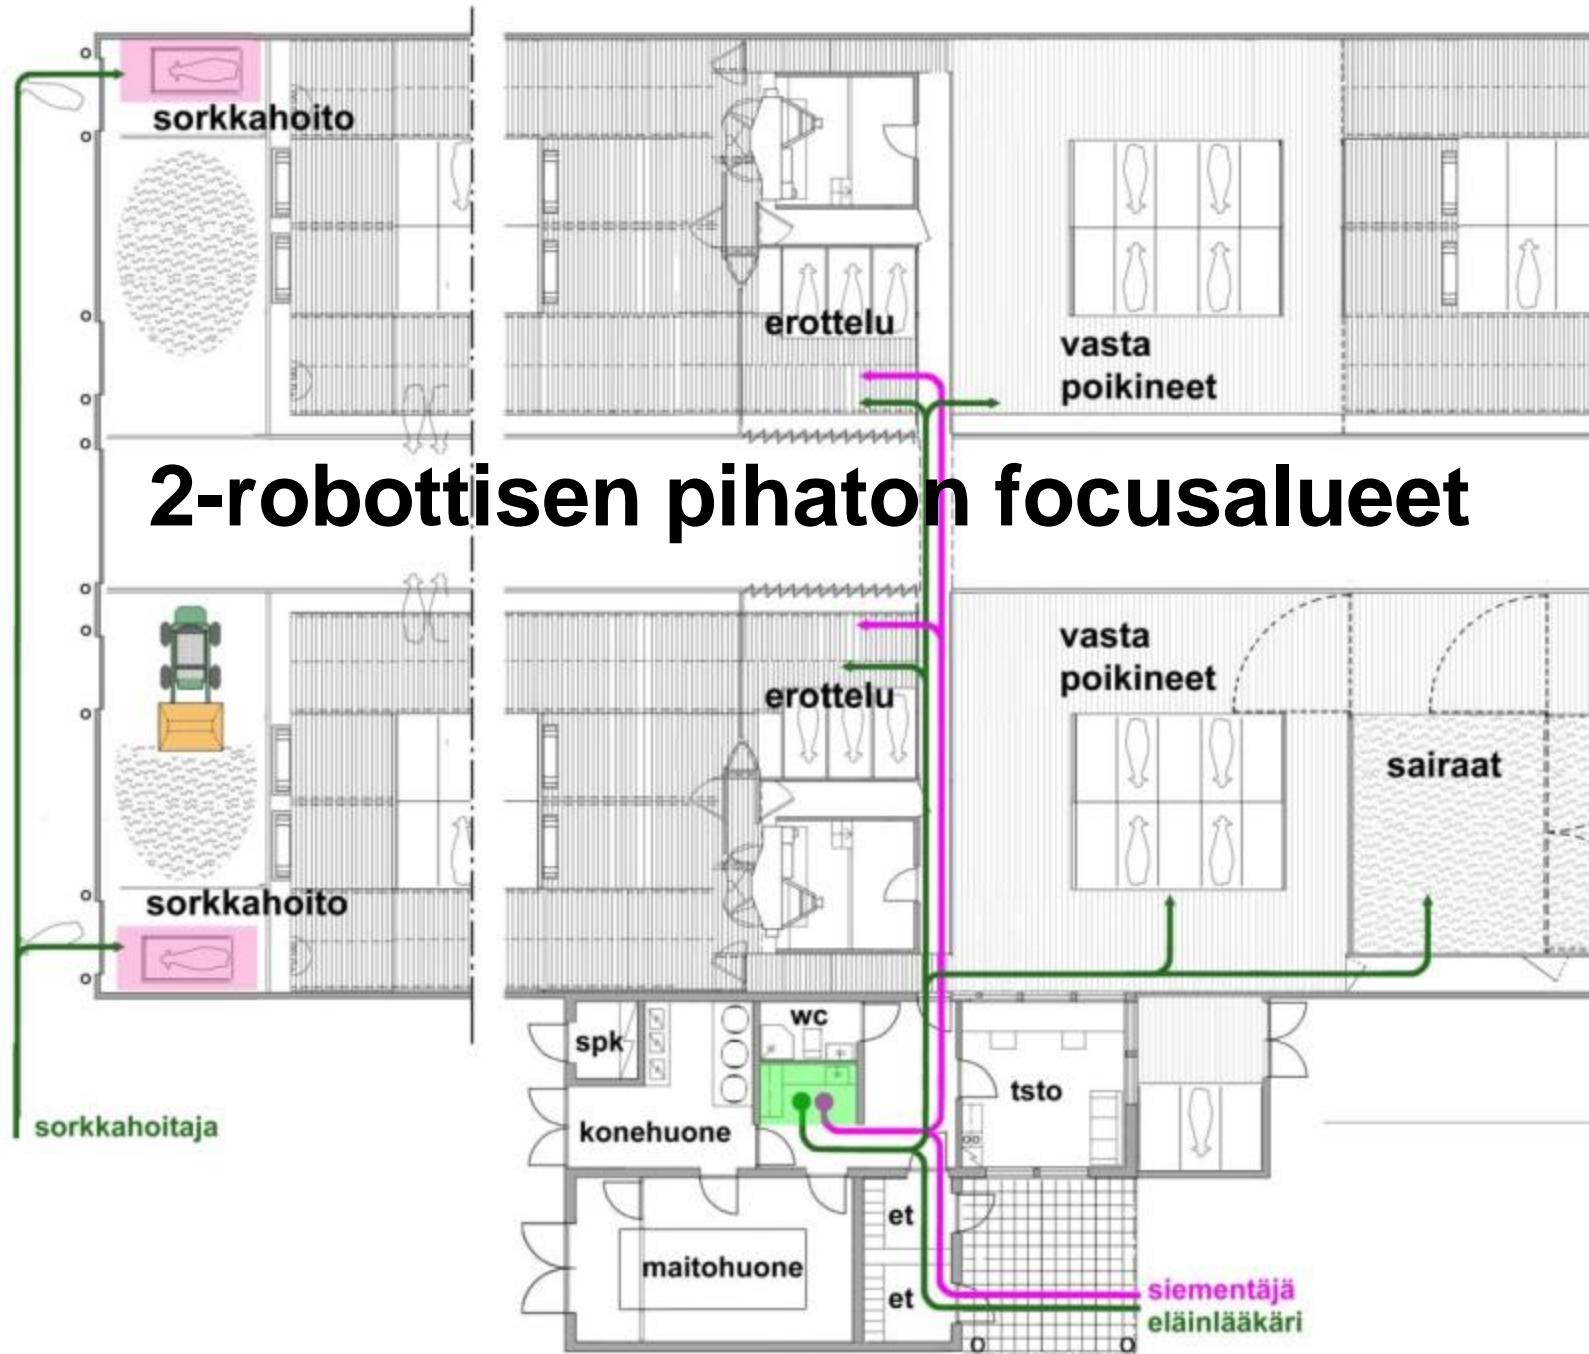 sorkkahoito
erottelu
vasta
poikineet
2-robottisen pihaton focusalueet
vasta
poikineet
erottelu
sairaat
sorkkahoito
wc
spk
tsto
sorkkahoitaja
konehuone
et
maitohuone
et
siementäjä
eläinlääkäri